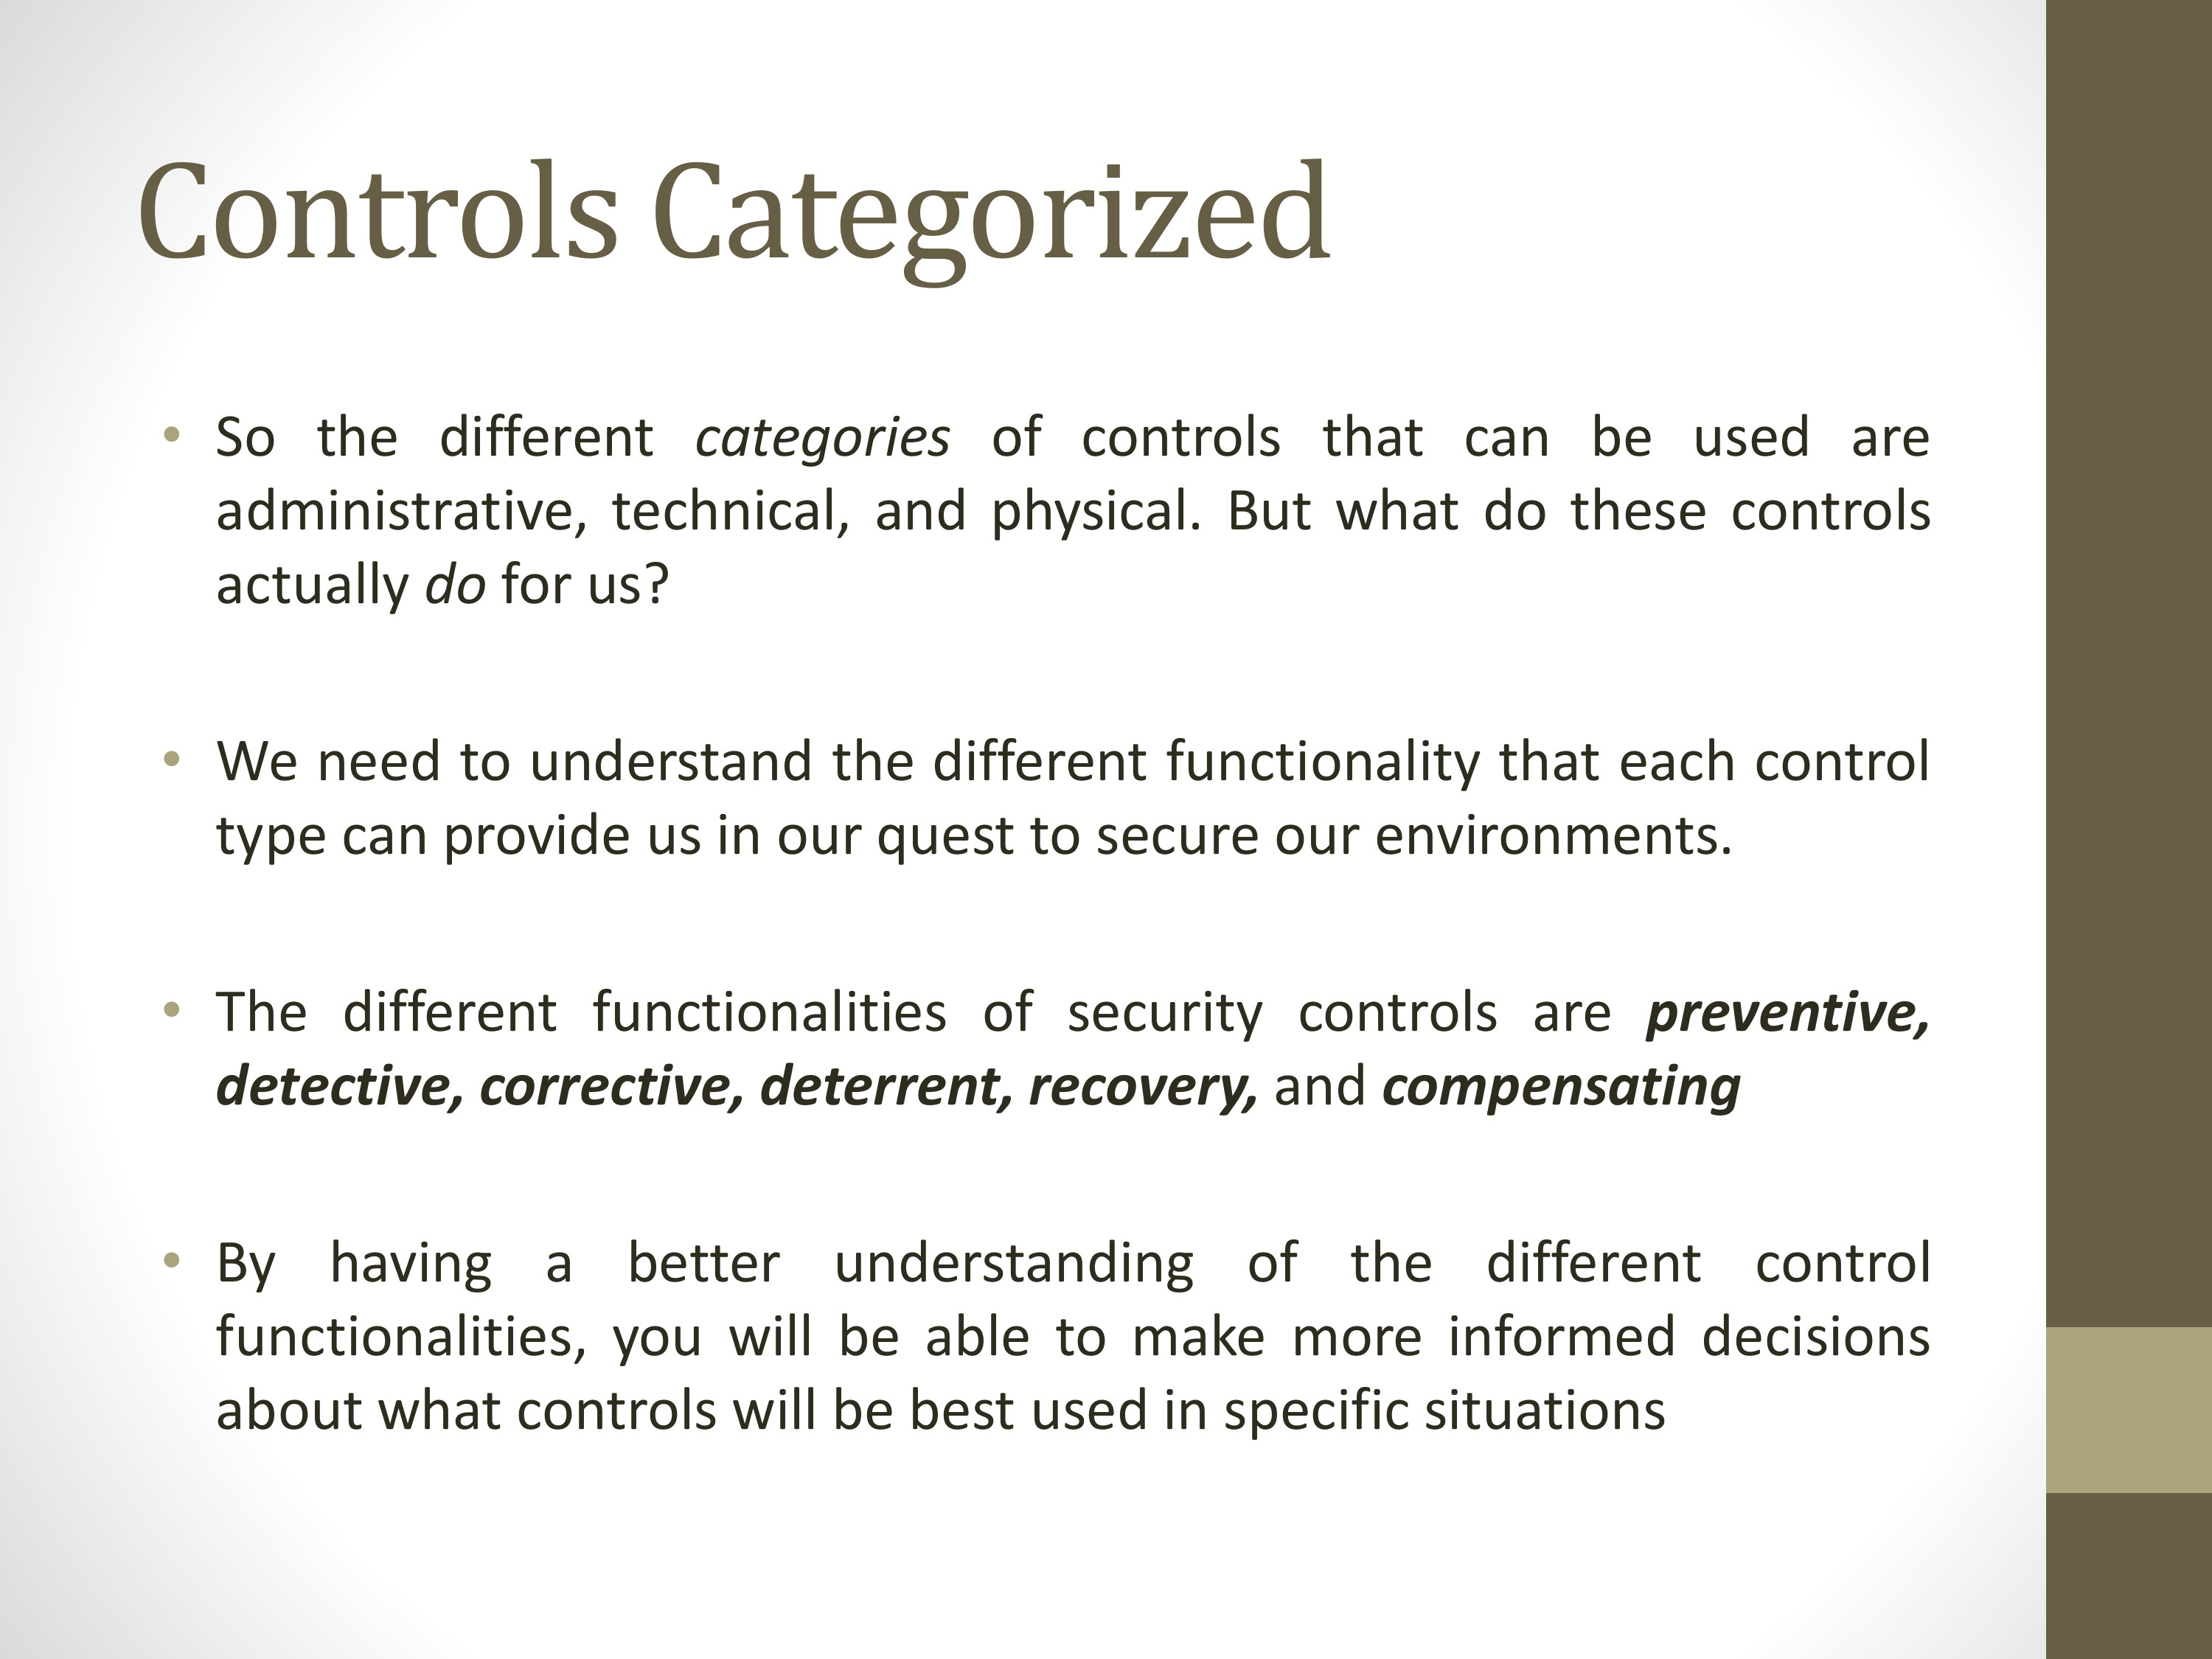 Controls Categorized
• So the different categories of controls that can be used are
administrative, technical, and physical. But what do these controls
actually do for us?
• We need to understand the different functionality that each control
type can provide us in our quest to secure our environments.
• The different functionalities of security controls are preventive,
detective, corrective, deterrent, recovery, and compensating
• By having a better understanding of the different control
functionalities, you will be able to make more informed decisions
about what controls will be best used in specific situations